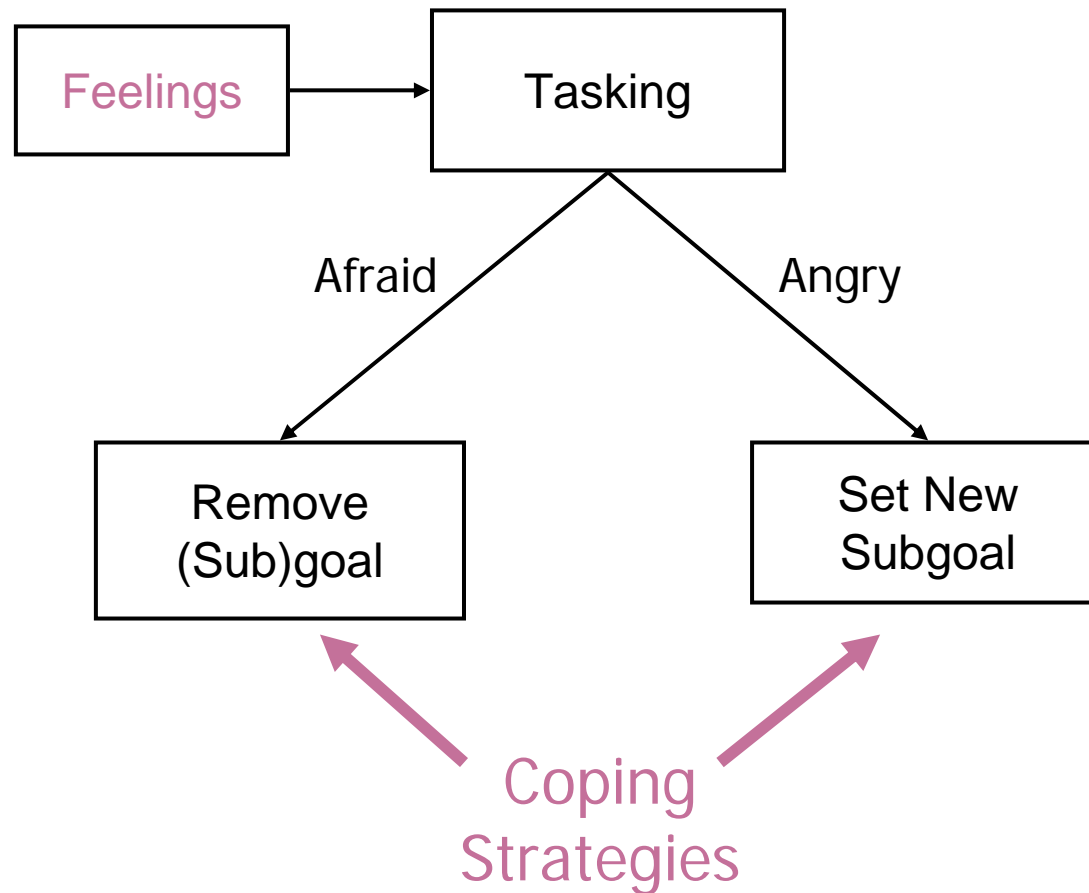 Feelings
Tasking
Afraid
Angry
Remove
(Sub)goal
Set New
Subgoal
Coping
Strategies